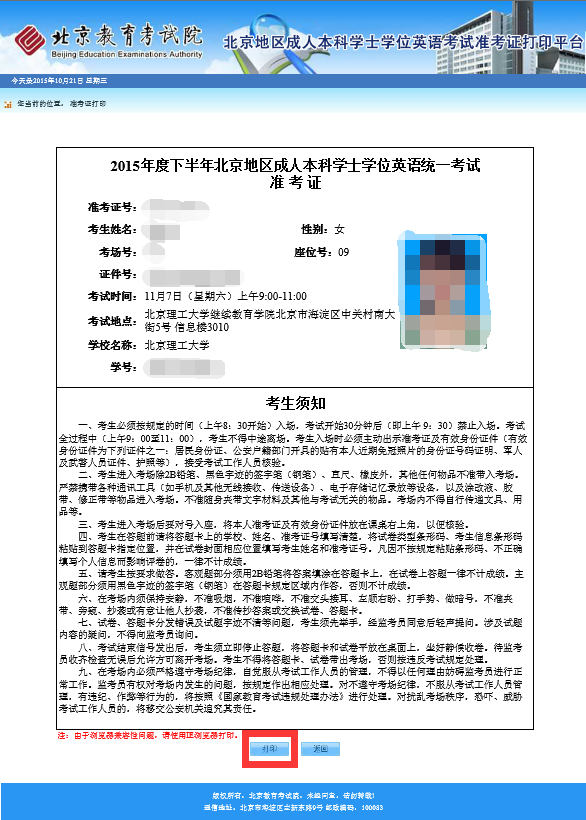 北京教育考试院
Beijing Education Examinations Authority
北京地区成人本科学士学位英语考试准考证打印平台
今天是2015年10月21日 星期三
您当前的位置: 准考证打印
2015年度下半年北京地区成人本科学士学位英语统一考试
准 考 证
准考证号:
考生姓名: 性别: 女
考场号: 座位号: 09
证件号:
考试时间: 11月7日（星期六）上午9:00-11:00
考试地点: 北京理工大学继续教育学院北京市海淀区中关村南大
街5号 信息楼3010
学校名称: 北京理工大学
学号:
考生须知
一、考生必须按规定的时间（上午8：30开始）入场，考试开始30分钟后（即上午9：30）禁止入场。考试
全过程中（上午9：00至11：00），考生不得中途离场。考生入场时必须主动出示准考证及有效身份证件（有效
身份证件为下列证件之一：居民身份证、公安户籍部门开具的贴有本人近期免冠照片的身份证号码证明、军人
及武警人员证件、护照等），接受考试工作人员核验。
二、考生进入考场除2B铅笔、黑色字迹的签字笔（钢笔）、直尺、橡皮外，其他任何物品不准带入考场。
严禁携带各种通讯工具（如手机及其他无线接收、传送设备）、电子存储记忆录放等设备，以及涂改液、胶
带、修正带等物品进入考场。不准随身夹带文字材料及其他与考试无关的物品。考场内不得自行传递文具、用
品等。
三、考生进入考场后要对号入座，将本人准考证及有效身份证件放在课桌右上角，以便核验。
四、考生在答题前请将答题卡上的学校、姓名、准考证号填写清楚，将试卷类型条形码、考生信息条形码
粘贴到答题卡指定位置，并在试卷封面相应位置填写考生姓名和准考证号。凡因不按规定粘贴条形码、不正确
填写个人信息而影响评卷的，一律不计成绩。
五、请考生按要求做答。客观题部分须用2B铅笔将答案填涂在答题卡上，在试卷上答题一律不计成绩。主
观题部分须用黑色字迹的签字笔（钢笔）在答题卡规定区域内作答，否则不计成绩。
六、在考场内须保持安静，不准吸烟，不准喧哗，不准交头接耳、左顾右盼、打手势、做暗号，不准夹
带、旁窥、抄袭或有意让他人抄袭，不准传抄答案或交换试卷、答题卡。
七、试卷、答题卡分发错误及试题字迹不清等问题，考生须先举手，经监考员同意后轻声提问。涉及试题
内容的疑问，不得向监考员询问。
八、考试结束信号发出后，考生须立即停止答题，将答题卡和试卷平放在桌面上，坐好静候收卷。待监考
员收齐检查无误后允许方可离开考场。考生不得将答题卡、试卷带出考场，否则按违反考试规定处理。
九、在考场内必须严格遵守考场纪律，自觉服从考试工作人员的管理，不得以任何理由妨碍考务员进行正
常工作。监考员有权对考场内发生的问题，按规定作出相应处理。对不遵守考场纪律，不服从考试工作人员管
理，有违纪、作弊等行为的，将按照《国家教育考试违规处理办法》进行处理。对扰乱考场秩序，恐吓、威胁
考试工作人员的，将移交公安机关追究其责任。
注: 由于浏览器兼容性问题，请使用IE浏览器打印。
打印 返回
版权所有：北京教育考试院，未经同意，请勿转载!
通信地址：北京市海淀区志新东路9号 邮政编码：100083